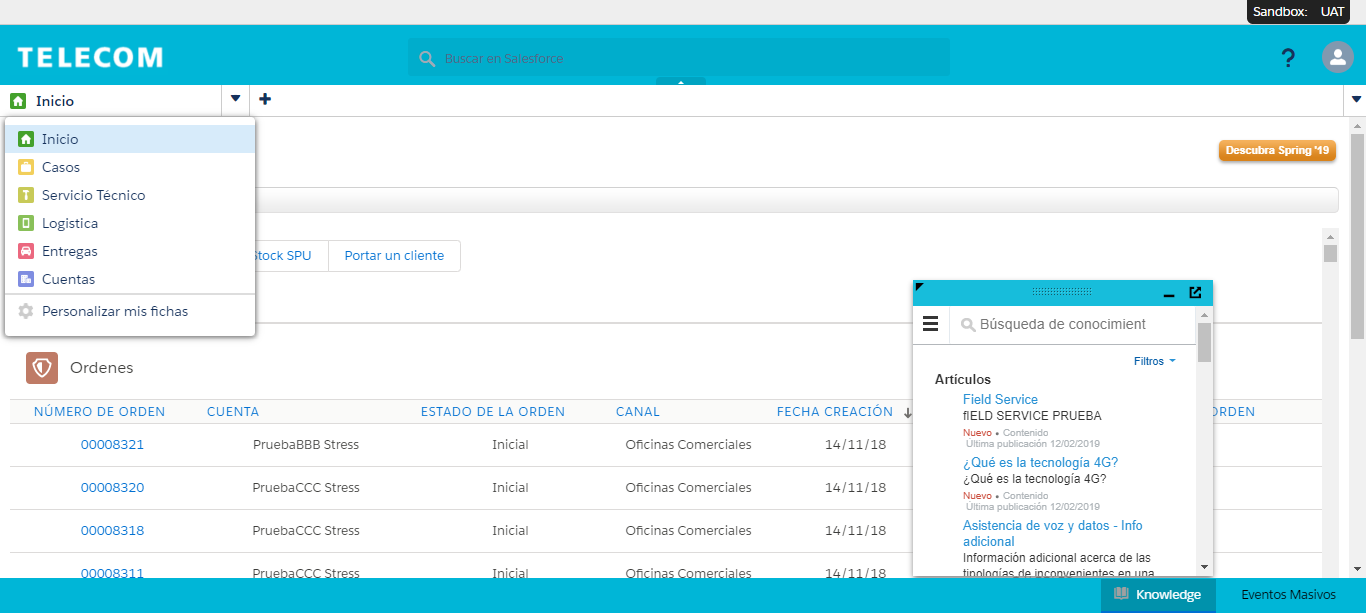 Sandbox: UAT
TELECOM
Buscar en Salesforce
?
Inicio
Inicio
Casos
Servicio Técnico
Logistica
Entregas
Cuentas
Personalizar mis fichas
Descubra Spring '19
Stock SPU
Portar un cliente
Ordenes
NÚMERO DE ORDEN CUENTA ESTADO DE LA ORDEN CANAL FECHA CREACIÓN ORDEN
00008321 PruebaBBB Stress Inicial Oficinas Comerciales 14/11/18
00008320 PruebaCCC Stress Inicial Oficinas Comerciales 14/11/18
00008318 PruebaCCC Stress Inicial Oficinas Comerciales 14/11/18
00008311 PruebaCCC Stress Inicial Oficinas Comerciales 14/11/18
Búsqueda de conocimient
Filtros
Artículos
Field Service
fIELD SERVICE PRUEBA
Nuevo • Contenido
Última publicación 12/02/2019
¿Qué es la tecnología 4G?
¿Qué es la tecnología 4G?
Nuevo • Contenido
Última publicación 12/02/2019
Asistencia de voz y datos - Info
adicional
Información adicional acerca de las
tipologías de inconvenientes en una
Knowledge
Eventos Masivos